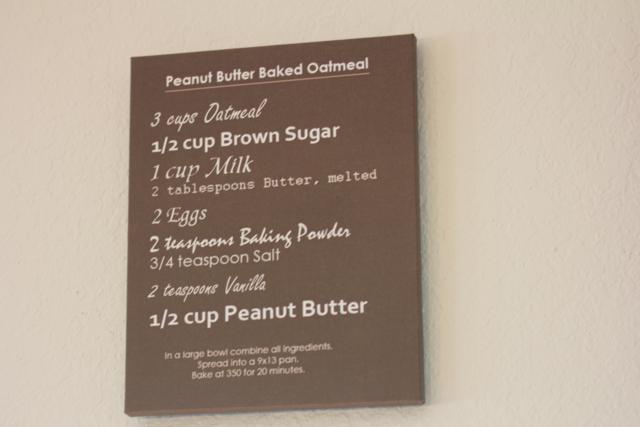 Peanut Butter Baked Oatmeal
3 cups Oatmeal
1/2 cup Brown Sugar
1 cup Milk
2 tablespoons Butter, melted
2 Eggs
2 teaspoons Baking Powder
3/4 teaspoon Salt
2 teaspoons Vanilla
1/2 cup Peanut Butter
In a large bowl combine all ingredients.
Spread into a 9x13 pan.
Bake at 350 for 20 minutes.